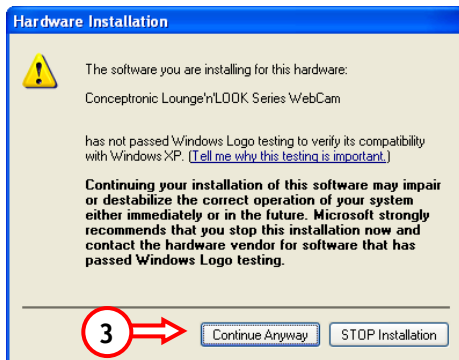 Hardware Installation
The software you are installing for this hardware:
Conceptronic Lounge'n'LOOK Series WebCam
has not passed Windows Logo testing to verify its compatibility
with Windows XP. (Tell me why this testing is important.)
Continuing your installation of this software may impair
or destabilize the correct operation of your system
either immediately or in the future. Microsoft strongly
recommends that you stop this installation now and
contact the hardware vendor for software that has
passed Windows Logo testing.
3 Continue Anyway STOP Installation